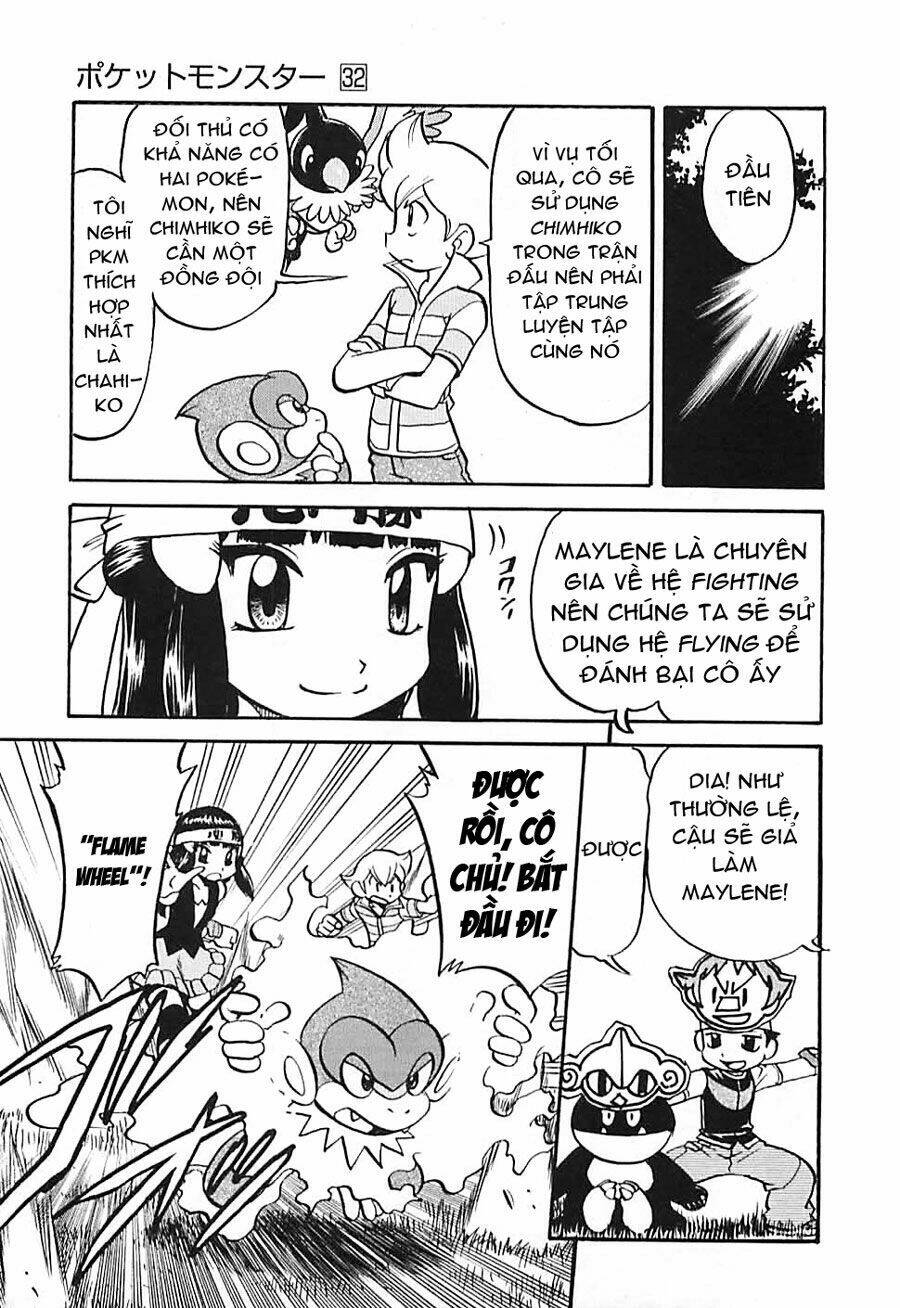 ポケットモンスター 32
ĐẦU
TIÊN
VÌ VỤ TỐI
QUA, CÔ SẼ
SỬ DỤNG
CHIMHIKO
TRONG TRẬN
ĐẤU NÊN PHẢI
TẬP TRUNG
LUYỆN TẬP
CÙNG NÓ
ĐỐI THỦ CÓ
KHẢ NĂNG CÓ
HAI POKÉ-
MON, NÊN
CHIMHIKO SẼ
CẦN MỘT
ĐỒNG ĐỘI
TÔI
NGHĨ
PKM
THÍCH
HỢP
NHẤT
LÀ
CHAHI-
KO
MAYLENE LÀ CHUYÊN
GIA VỀ HỆ FIGHTING
NÊN CHÚNG TA SẼ SỬ
DỤNG HỆ FLYING ĐỂ
ĐÁNH BẠI CÔ ẤY
コクン
DIA! NHƯ
THƯỜNG LỆ,
CẬU SẼ GIẢ
LÀM
MAYLENE!
ĐƯỢC
ĐƯỢC
RỒI, CÔ
CHỦ! BẮT
ĐẦU ĐI!
"FLAME
WHEEL"!